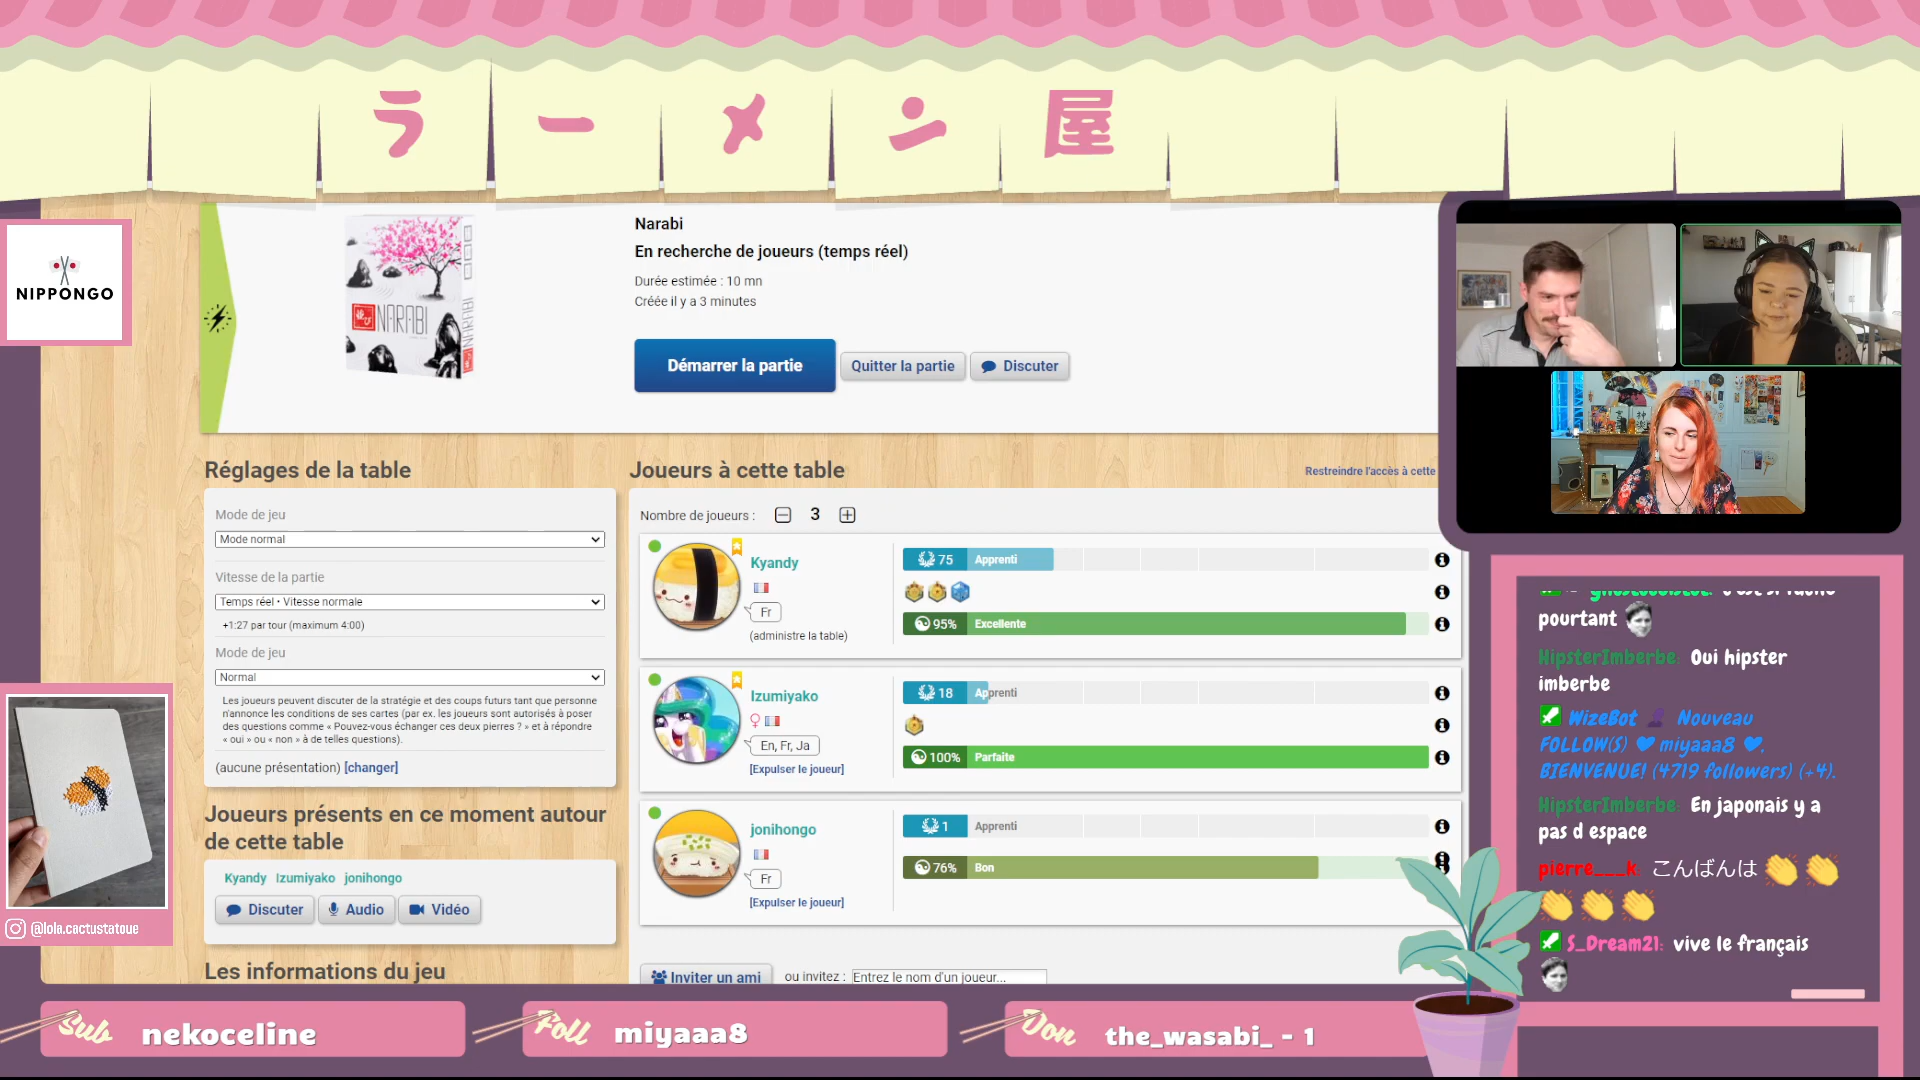 ラーメン屋
NIPPONGO
NARABI
NARABI
Narabi
En recherche de joueurs (temps réel)
Durée estimée : 10 mn
Créée il y a 3 minutes
Démarrer la partie
Quitter la partie
Discuter
Réglages de la table
Mode de jeu
Mode normal
Vitesse de la partie
Temps réel • Vitesse normale
+1:27 par tour (maximum 4:00)
Mode de jeu
Normal
Les joueurs peuvent discuter de la stratégie et des coups futurs tant que personne
n'annonce les conditions de ses cartes (par ex. les joueurs sont autorisés à poser
des questions comme « Pouvez-vous échanger ces deux pierres ? » et à répondre
« oui » ou « non » à de telles questions).
(aucune présentation) [changer]
Joueurs présents en ce moment autour
de cette table
Kyandy Izumiyako jonihongo
Discuter
Audio
Vidéo
Les informations du jeu
Joueurs à cette table
Restreindre l'accès à cette
Nombre de joueurs : 3
Kyandy
Fr
(administre la table)
75 Apprenti
95% Excellente
Izumiyako
En, Fr, Ja
[Expulser le joueur]
18 Apprenti
100% Parfaite
jonihongo
Fr
[Expulser le joueur]
1 Apprenti
76% Bon
Inviter un ami
ou invitez :
Entrez le nom d'un joueur...
@lola.cactustatoue
pourtant
HipsterImberbe: Oui hipster
imberbe
WizeBot Nouveau
FOLLOW(S) miyaaa8 ,
BIENVENUE! (4719 followers) (+4).
HipsterImberbe: En japonais y a
pas d espace
pierre___k: こんばんは
S_Dream21: vive le français
Sub nekoceline
Foll miyaaa8
Don the_wasabi_ - 1